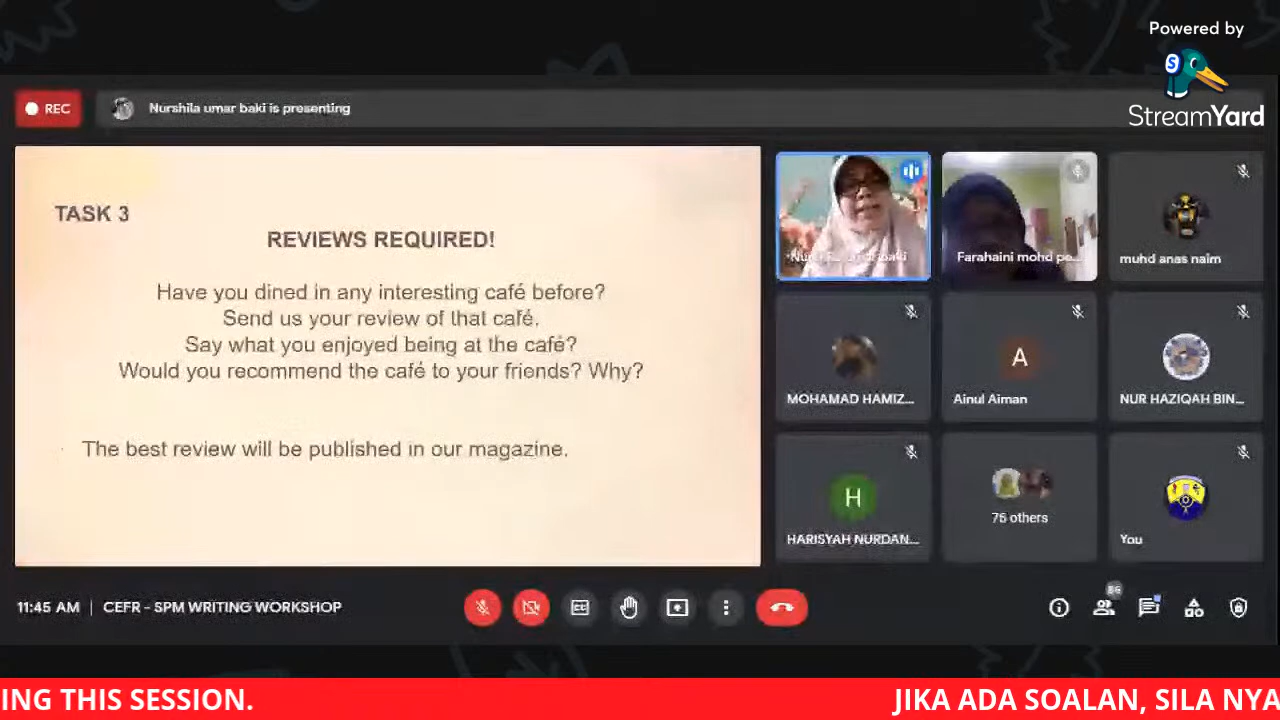 Powered by
StreamYard
REC
Nurshila umar baki is presenting
TASK 3
REVIEWS REQUIRED!
Have you dined in any interesting café before?
Send us your review of that café.
Say what you enjoyed being at the café?
Would you recommend the café to your friends? Why?
The best review will be published in our magazine.
Farahaini mohd pe...
muhd anas naim
MOHAMAD HAMIZ...
A
Ainul Aiman
NUR HAZIQAH BIN...
H
HARISYAH NURDAN...
76 others
You
11:45 AM | CEFR - SPM WRITING WORKSHOP
86
ING THIS SESSION.
JIKA ADA SOALAN, SILA NYA